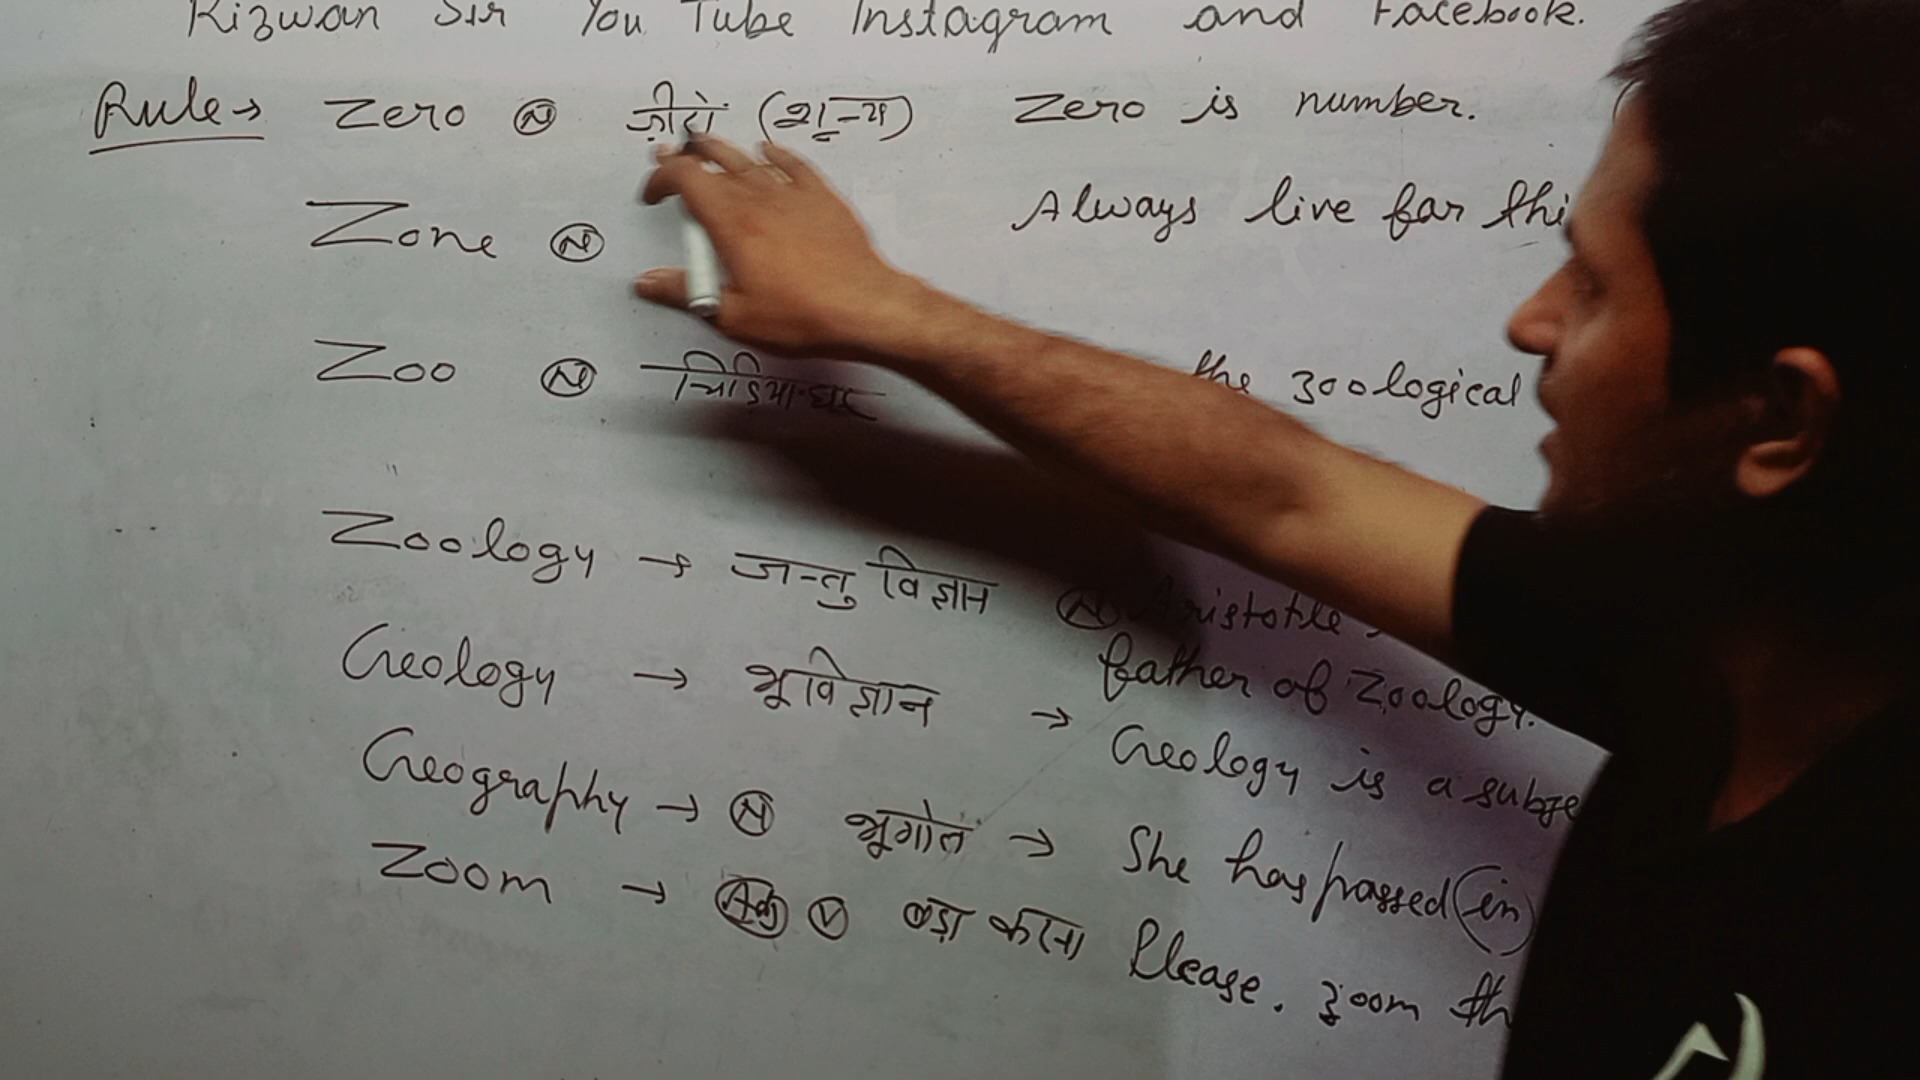 Rizwan Sir You Tube Instagram and Facebook.
Rule→ Zero (N) ज़ीरो (शून्य) Zero is number.
Zone (N) Always live far thi
Zoo (N) चिड़िया-घर the zoological
Zoology → जन्तु विज्ञान (N) Aristotle
father of Zoology.
Geology → भूविज्ञान → Geology is a subje
Geography → (N) भूगोल → She has passed (in)
Zoom → (V) बड़ा करना Please. zoom th